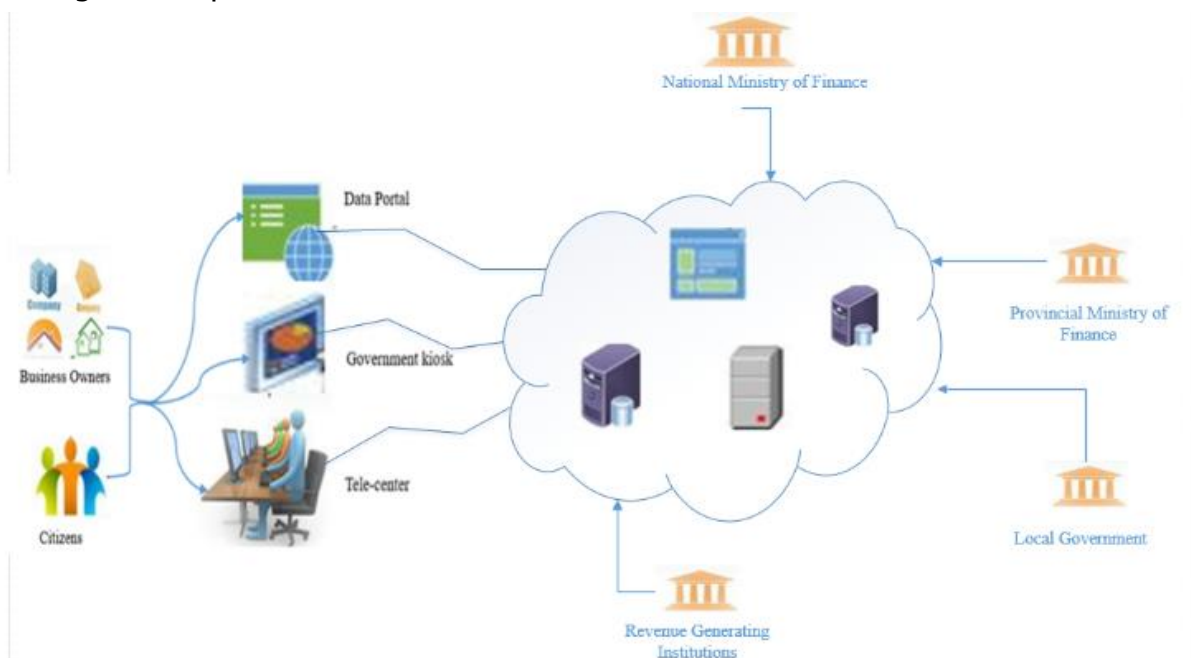 National Ministry of Finance
Data Portal
Company
Business Owners
Government kiosk
Provincial Ministry of
Finance
Tele-center
Citizens
Local Government
Revenue Generating
Institutions